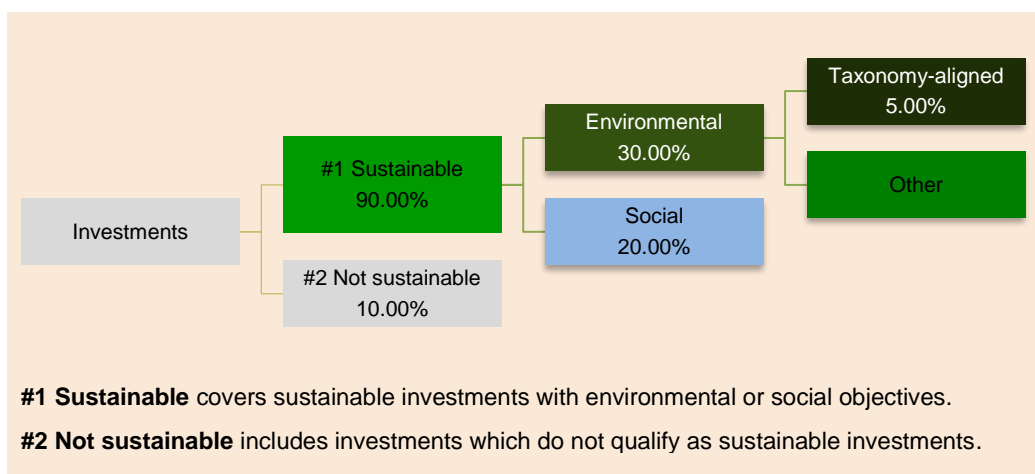 Taxonomy-aligned
5.00%
Environmental
30.00%
#1 Sustainable
90.00%
Other
Investments
Social
20.00%
#2 Not sustainable
10.00%
#1 Sustainable covers sustainable investments with environmental or social objectives.
#2 Not sustainable includes investments which do not qualify as sustainable investments.